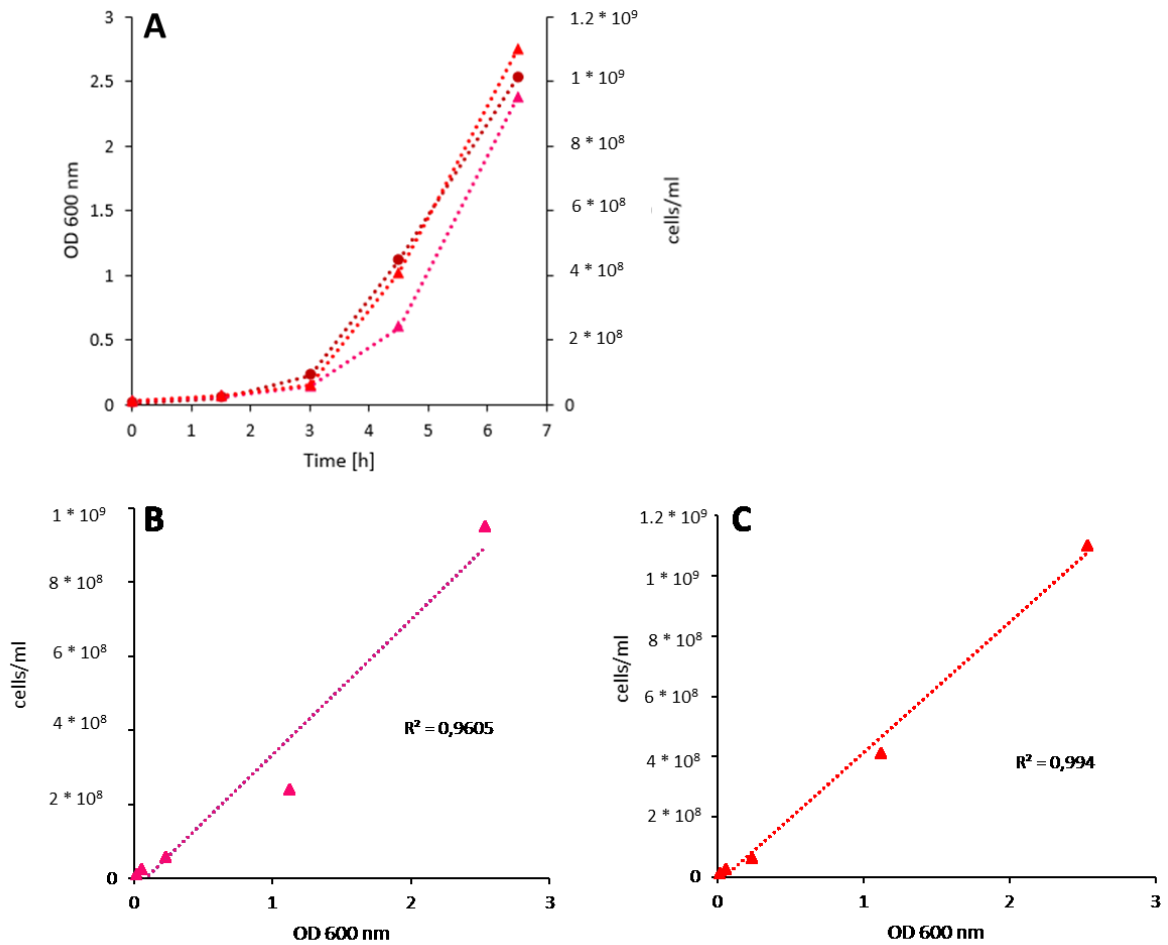 A
3
2.5
2
1.5
1
0.5
0
OD 600 nm
1.2 * 10⁹
1 * 10⁹
8 * 10⁸
6 * 10⁸
4 * 10⁸
2 * 10⁸
0
cells/ml
0 1 2 3 4 5 6 7
Time [h]
B
1 * 10⁹
8 * 10⁸
6 * 10⁸
4 * 10⁸
2 * 10⁸
0
cells/ml
R² = 0,9605
0 1 2 3
OD 600 nm
C
1.2 * 10⁹
1 * 10⁹
8 * 10⁸
6 * 10⁸
4 * 10⁸
2 * 10⁸
0
cells/ml
R² = 0,994
0 1 2 3
OD 600 nm